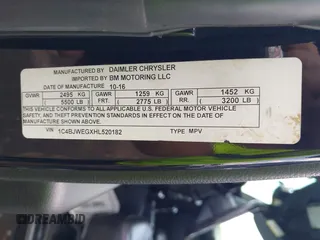 MANUFACTURED BY DAIMLER CHRYSLER
IMPORTED BY BM MOTORING LLC
DATE OF MANUFACTURE 10-16
GVWR 2495 KG 5500 LB GAWR: FRT. 1259 KG 2775 LB GAWR: RR. 1452 KG 3200 LB
THIS VEHICLE CONFORMS TO ALL APPLICABLE U.S. FEDERAL MOTOR VEHICLE
SAFETY AND THEFT PREVENTION STANDARDS IN EFFECT ON THE DATE OF
MANUFACTURE SHOWN ABOVE.
VIN 1C4BJWEGXHL520182 TYPE MPV
DREAMBID